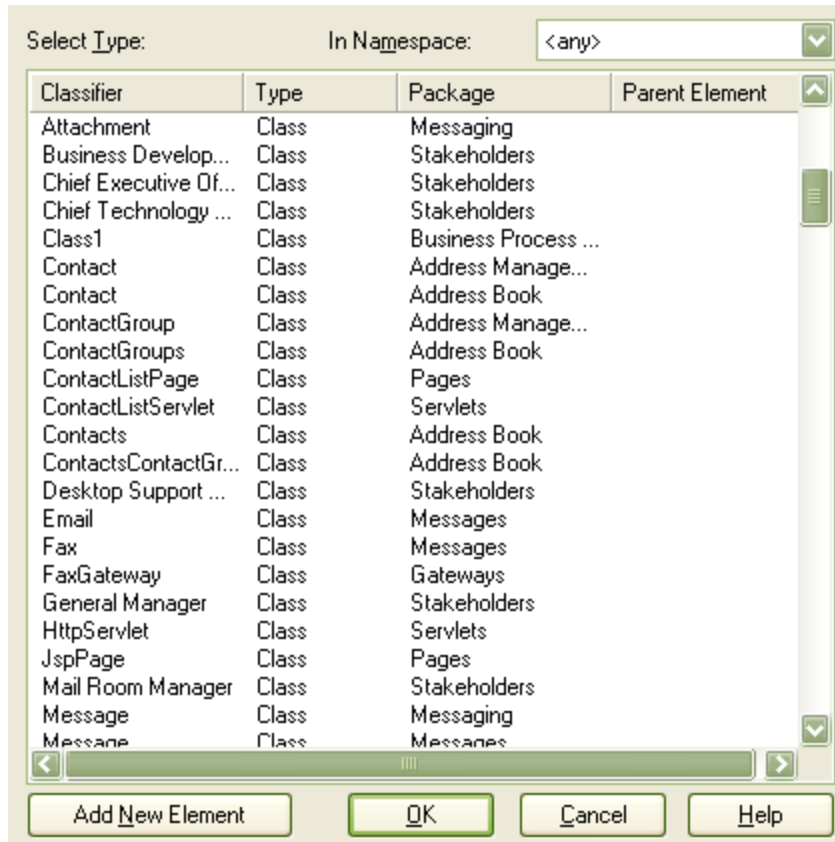 Select Type: In Namespace: <any>
Classifier Type Package Parent Element
Attachment Class Messaging
Business Develop... Class Stakeholders
Chief Executive Of... Class Stakeholders
Chief Technology ... Class Stakeholders
Class1 Class Business Process ...
Contact Class Address Manage...
Contact Class Address Book
ContactGroup Class Address Manage...
ContactGroups Class Address Book
ContactListPage Class Pages
ContactListServlet Class Servlets
Contacts Class Address Book
ContactsContactGr... Class Address Book
Desktop Support ... Class Stakeholders
Email Class Messages
Fax Class Messages
FaxGateway Class Gateways
General Manager Class Stakeholders
HttpServlet Class Servlets
JspPage Class Pages
Mail Room Manager Class Stakeholders
Message Class Messaging
Message Class Messages
Add New Element OK Cancel Help